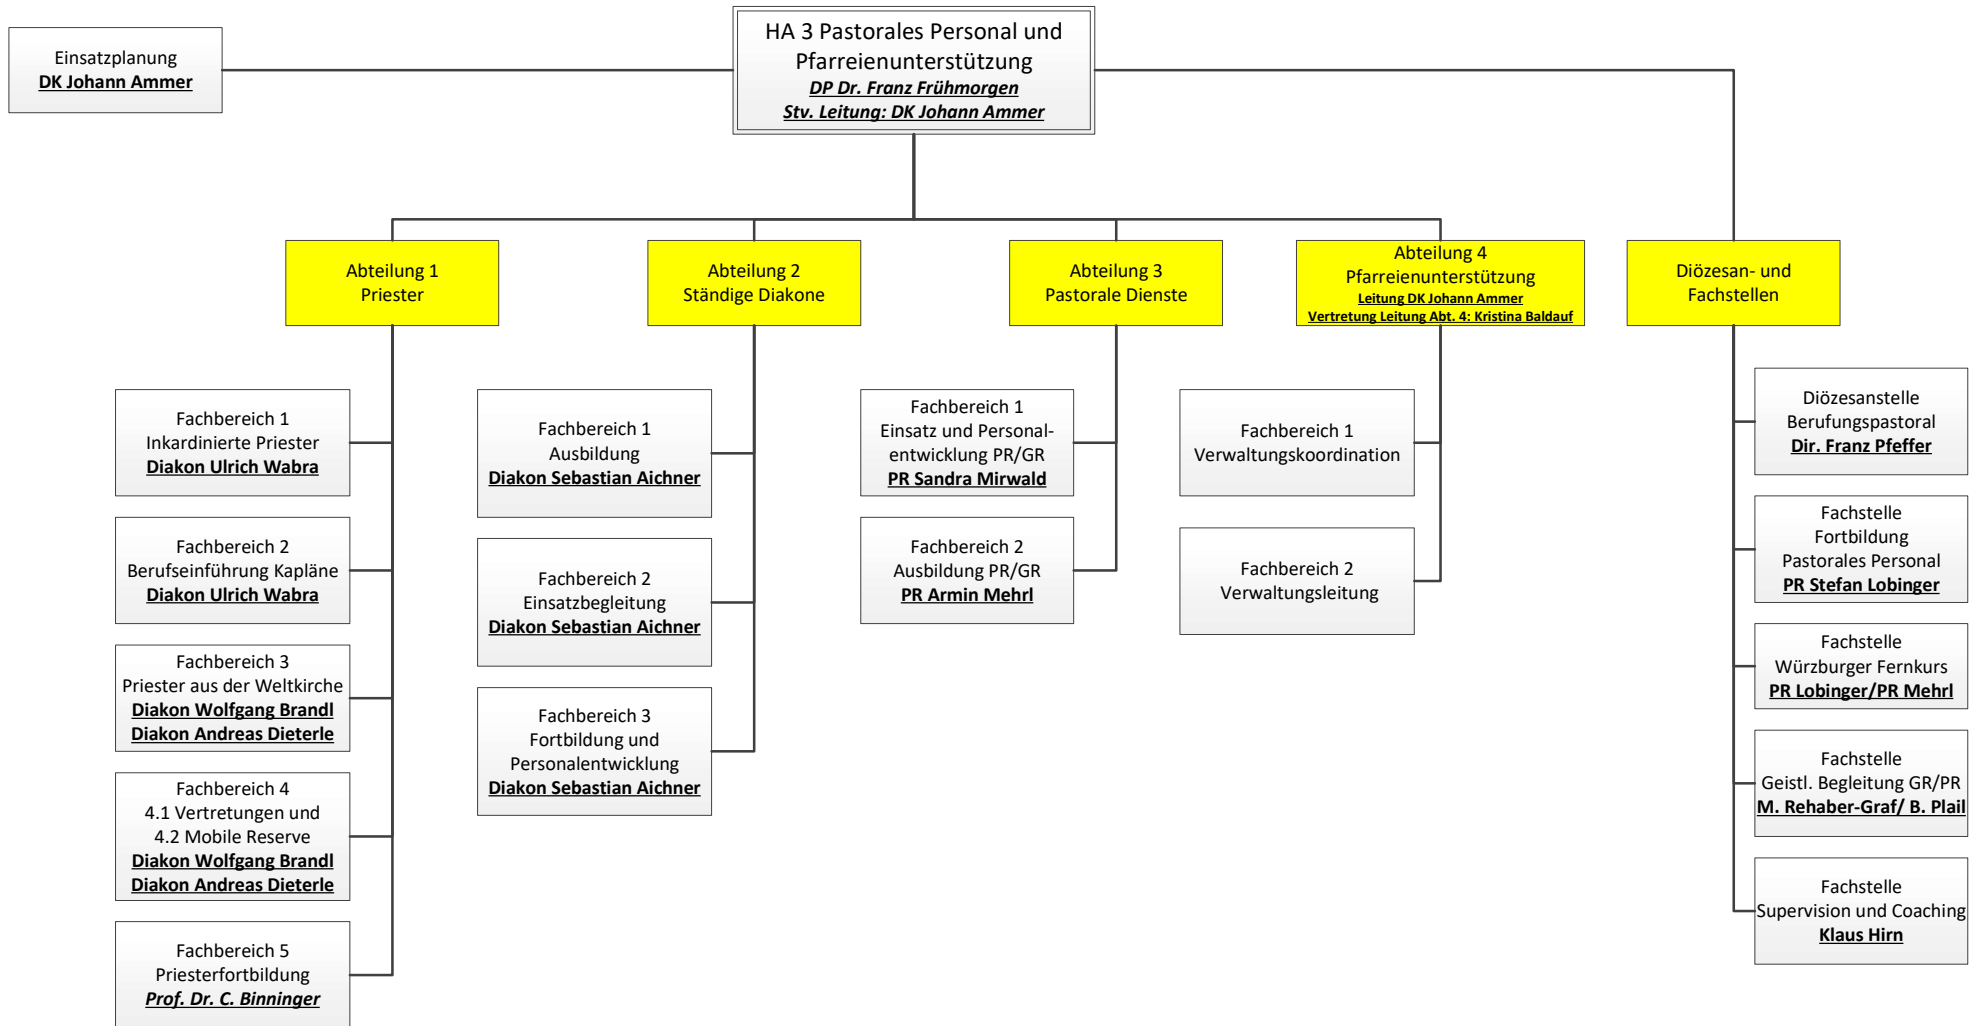 Einsatzplanung
DK Johann Ammer
HA 3 Pastorales Personal und
Pfarreienunterstützung
DP Dr. Franz Frühmorgen
Stv. Leitung: DK Johann Ammer
Abteilung 1
Priester
Abteilung 2
Ständige Diakone
Abteilung 3
Pastorale Dienste
Abteilung 4
Pfarreienunterstützung
Leitung DK Johann Ammer
Vertretung Leitung Abt. 4: Kristina Baldauf
Diözesan- und
Fachstellen
Fachbereich 1
Inkardinierte Priester
Diakon Ulrich Wabra
Fachbereich 2
Berufseinführung Kapläne
Diakon Ulrich Wabra
Fachbereich 3
Priester aus der Weltkirche
Diakon Wolfgang Brandl
Diakon Andreas Dieterle
Fachbereich 4
4.1 Vertretungen und
4.2 Mobile Reserve
Diakon Wolfgang Brandl
Diakon Andreas Dieterle
Fachbereich 5
Priesterfortbildung
Prof. Dr. C. Binninger
Fachbereich 1
Ausbildung
Diakon Sebastian Aichner
Fachbereich 2
Einsatzbegleitung
Diakon Sebastian Aichner
Fachbereich 3
Fortbildung und
Personalentwicklung
Diakon Sebastian Aichner
Fachbereich 1
Einsatz und Personal-
entwicklung PR/GR
PR Sandra Mirwald
Fachbereich 2
Ausbildung PR/GR
PR Armin Mehrl
Fachbereich 1
Verwaltungskoordination
Fachbereich 2
Verwaltungsleitung
Diözesanstelle
Berufungspastoral
Dir. Franz Pfeffer
Fachstelle
Fortbildung
Pastorales Personal
PR Stefan Lobinger
Fachstelle
Würzburger Fernkurs
PR Lobinger/PR Mehrl
Fachstelle
Geistl. Begleitung GR/PR
M. Rehaber-Graf/ B. Plail
Fachstelle
Supervision und Coaching
Klaus Hirn